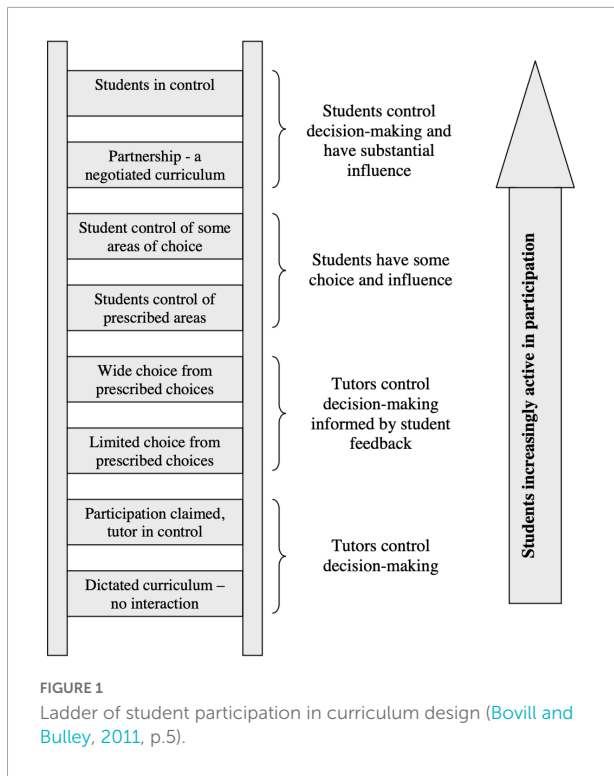 Students in control
Partnership - a
negotiated curriculum
Student control of some
areas of choice
Students control of
prescribed areas
Wide choice from
prescribed choices
Limited choice from
prescribed choices
Participation claimed,
tutor in control
Dictated curriculum –
no interaction
Students control
decision-making and
have substantial
influence
Students have some
choice and influence
Tutors control
decision-making
informed by student
feedback
Tutors control
decision-making
Students increasingly active in participation
FIGURE 1
Ladder of student participation in curriculum design (Bovill and
Bulley, 2011, p.5).